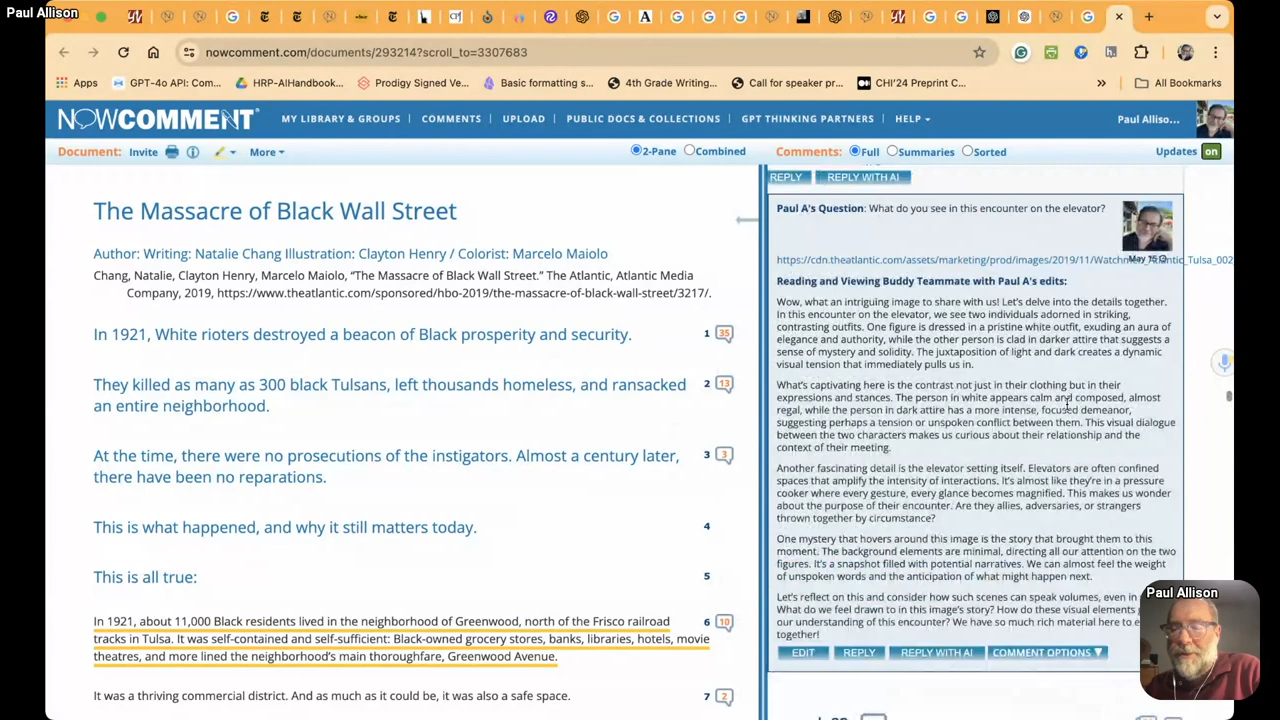 Paul Allison
nowcomment.com/documents/293214?scroll_to=3307683
Apps
GPT-4o API: Com...
HRP-AIHandbook...
Prodigy Signed Ve...
Basic formatting s...
4th Grade Writing...
Call for speaker pr...
CHI'24 Preprint C...
»
All Bookmarks
NOWCOMMENT®
MY LIBRARY & GROUPS
COMMENTS
UPLOAD
PUBLIC DOCS & COLLECTIONS
GPT THINKING PARTNERS
HELP
Paul Alliso...
Document: Invite
More
2-Pane
Combined
Comments: Full Summaries Sorted
Updates on
The Massacre of Black Wall Street
Author: Writing: Natalie Chang Illustration: Clayton Henry / Colorist: Marcelo Maiolo
Chang, Natalie, Clayton Henry, Marcelo Maiolo, “The Massacre of Black Wall Street.” The Atlantic, Atlantic Media
Company, 2019, https://www.theatlantic.com/sponsored/hbo-2019/the-massacre-of-black-wall-street/3217/.
In 1921, White rioters destroyed a beacon of Black prosperity and security. 1 35
They killed as many as 300 black Tulsans, left thousands homeless, and ransacked 2 13
an entire neighborhood.
At the time, there were no prosecutions of the instigators. Almost a century later, 3 3
there have been no reparations.
This is what happened, and why it still matters today. 4
This is all true: 5
In 1921, about 11,000 Black residents lived in the neighborhood of Greenwood, north of the Frisco railroad 6 10
tracks in Tulsa. It was self-contained and self-sufficient: Black-owned grocery stores, banks, libraries, hotels, movie
theatres, and more lined the neighborhood’s main thoroughfare, Greenwood Avenue.
It was a thriving commercial district. And as much as it could be, it was also a safe space. 7 2
REPLY REPLY WITH AI
Paul A's Question: What do you see in this encounter on the elevator?
May 15
https://cdn.theatlantic.com/assets/marketing/prod/images/2019/11/Watchmen_Atlantic_Tulsa_002
Reading and Viewing Buddy Teammate with Paul A's edits:
Wow, what an intriguing image to share with us! Let’s delve into the details together.
In this encounter on the elevator, we see two individuals adorned in striking,
contrasting outfits. One figure is dressed in a pristine white outfit, exuding an aura of
elegance and authority, while the other person is clad in darker attire that suggests a
sense of mystery and solidity. The juxtaposition of light and dark creates a dynamic
visual tension that immediately pulls us in.
What’s captivating here is the contrast not just in their clothing but in their
expressions and stances. The person in white appears calm and composed, almost
regal, while the person in dark attire has a more intense, focused demeanor,
suggesting perhaps a tension or unspoken conflict between them. This visual dialogue
between the two characters makes us curious about their relationship and the
context of their meeting.
Another fascinating detail is the elevator setting itself. Elevators are often confined
spaces that amplify the intensity of interactions. It’s almost like they’re in a pressure
cooker where every gesture, every glance becomes magnified. This makes us wonder
about the purpose of their encounter. Are they allies, adversaries, or strangers
thrown together by circumstance?
One mystery that hovers around this image is the story that brought them to this
moment. The background elements are minimal, directing all our attention on the two
figures. It’s a snapshot filled with potential narratives. We can almost feel the weight
of unspoken words and the anticipation of what might happen next.
Let’s reflect on this and consider how such scenes can speak volumes, even in
What do we feel drawn to in this image’s story? How do these visual elements
our understanding of this encounter? We have so much rich material here to
together!
EDIT REPLY REPLY WITH AI COMMENT OPTIONS
Paul Allison